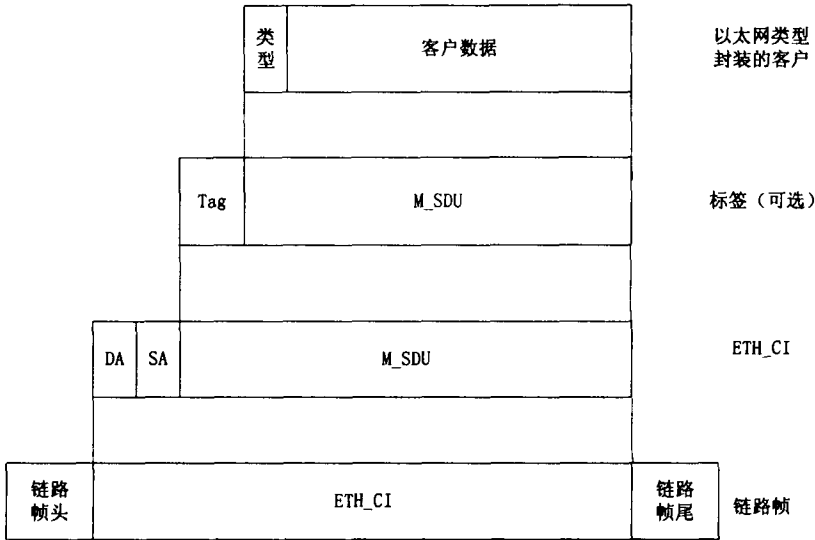 类型 客户数据 以太网类型
封装的客户
Tag M_SDU 标签（可选）
DA SA M_SDU ETH_CI
链路帧头 ETH_CI 链路帧尾 链路帧